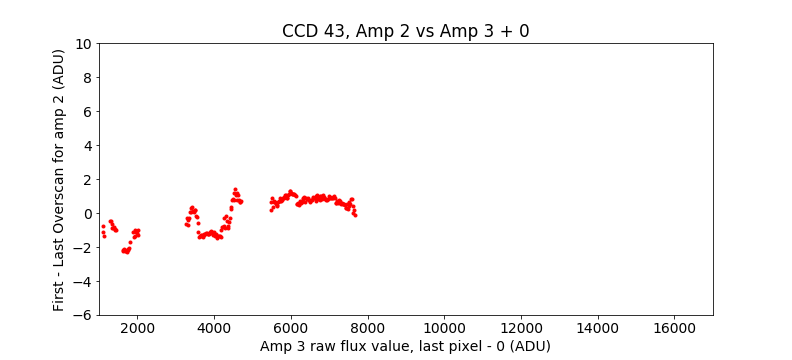 CCD 43, Amp 2 vs Amp 3 + 0
First - Last Overscan for amp 2 (ADU)
10
8
6
4
2
0
−2
−4
−6
2000 4000 6000 8000 10000 12000 14000 16000
Amp 3 raw flux value, last pixel - 0 (ADU)